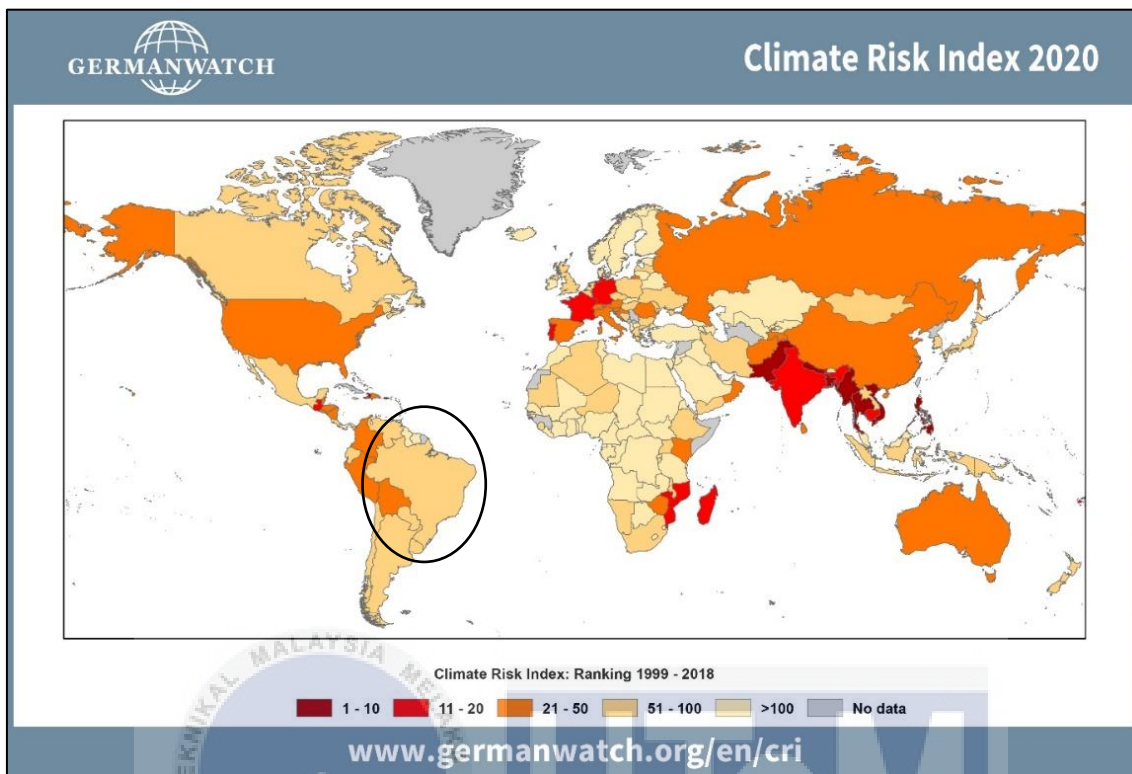 GERMANWATCH
Climate Risk Index 2020
MALAYSIA
Climate Risk Index: Ranking 1999 - 2018
1 - 10
11 - 20
21 - 50
51 - 100
>100
No data
www.germanwatch.org/en/cri